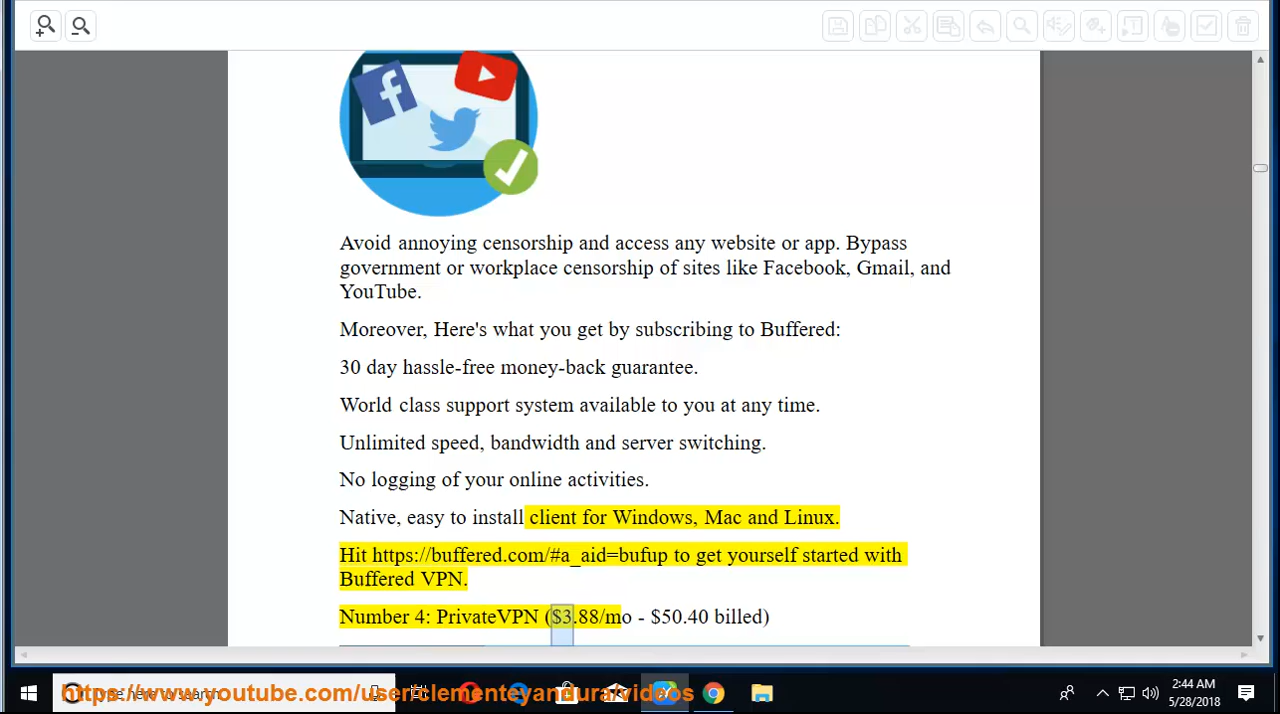 Avoid annoying censorship and access any website or app. Bypass
government or workplace censorship of sites like Facebook, Gmail, and
YouTube.
Moreover, Here's what you get by subscribing to Buffered:
30 day hassle-free money-back guarantee.
World class support system available to you at any time.
Unlimited speed, bandwidth and server switching.
No logging of your online activities.
Native, easy to install client for Windows, Mac and Linux.
Hit https://buffered.com/#a_aid=bufup to get yourself started with
Buffered VPN.
Number 4: PrivateVPN ($3.88/mo - $50.40 billed)
https://www.youtube.com/user/clementeyandura/videos
2:44 AM
5/28/2018